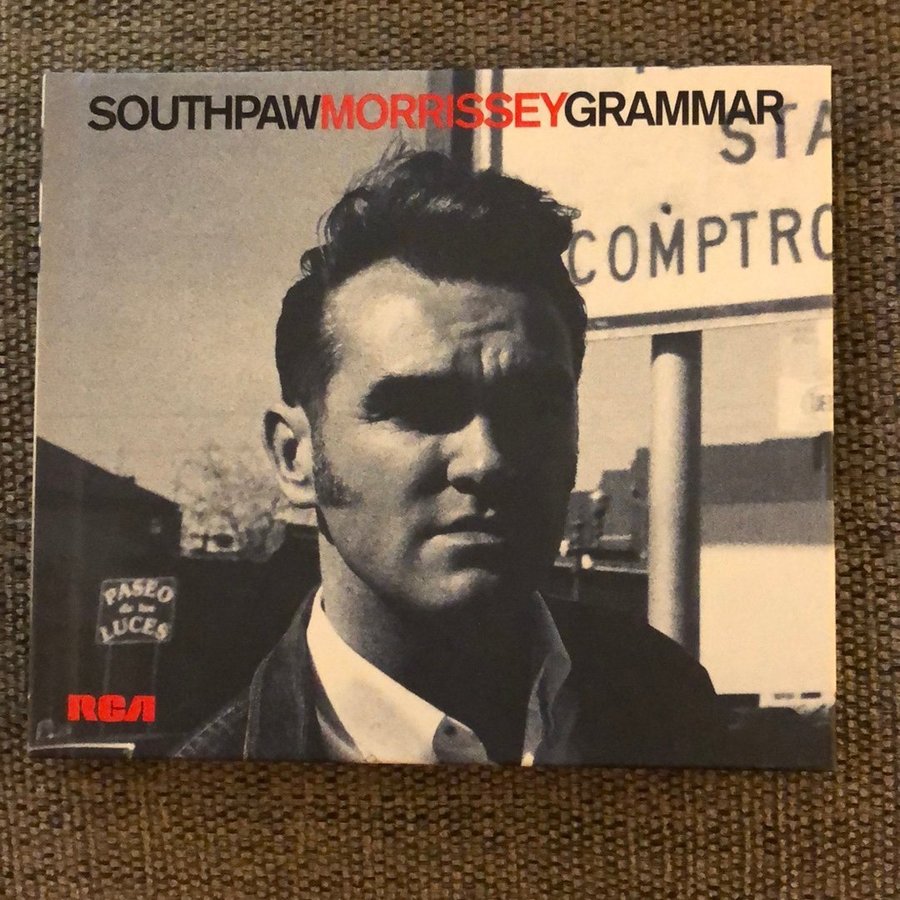 SOUTHPAWMORRISSEYGRAMMAR
STA
COMPTRO
PASEO
de las
LUCES
RCA